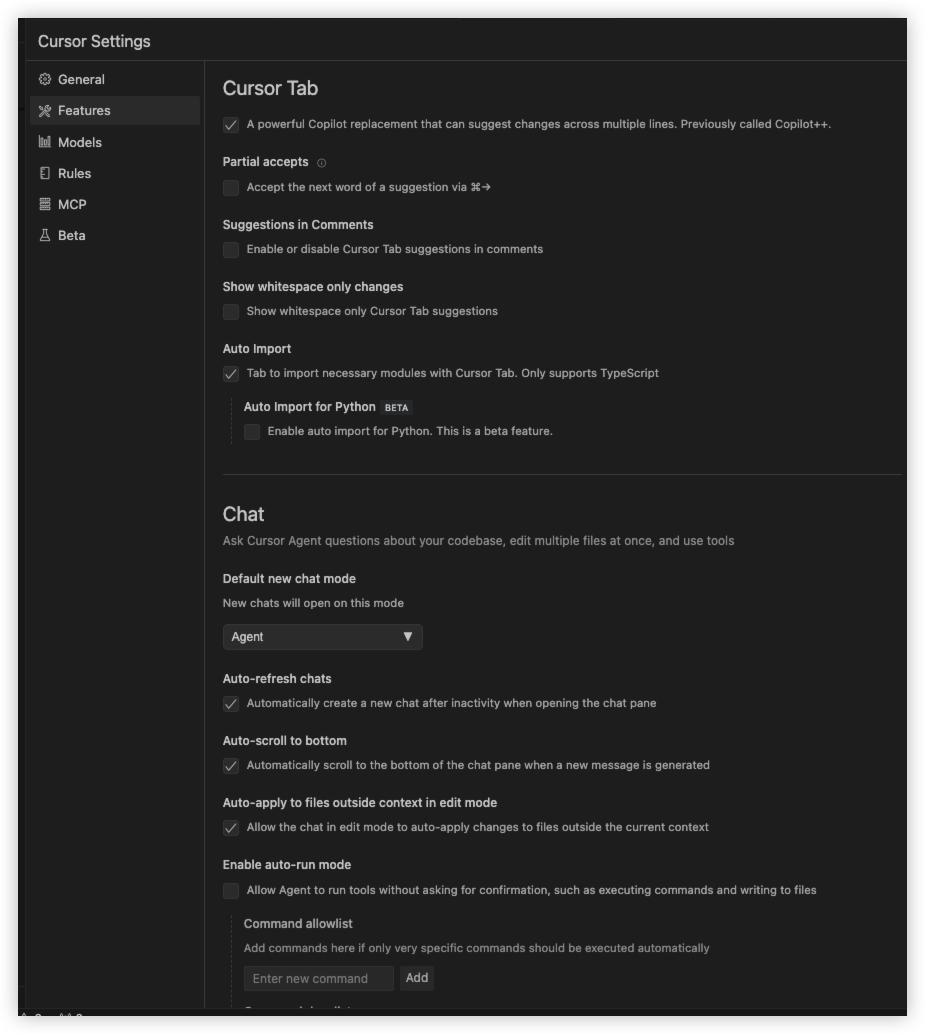 Cursor Settings
General
Features
Models
Rules
MCP
Beta
Cursor Tab
A powerful Copilot replacement that can suggest changes across multiple lines. Previously called Copilot++.
Partial accepts
Accept the next word of a suggestion via ⌘→
Suggestions in Comments
Enable or disable Cursor Tab suggestions in comments
Show whitespace only changes
Show whitespace only Cursor Tab suggestions
Auto Import
Tab to import necessary modules with Cursor Tab. Only supports TypeScript
Auto Import for Python BETA
Enable auto import for Python. This is a beta feature.
Chat
Ask Cursor Agent questions about your codebase, edit multiple files at once, and use tools
Default new chat mode
New chats will open on this mode
Agent
Auto-refresh chats
Automatically create a new chat after inactivity when opening the chat pane
Auto-scroll to bottom
Automatically scroll to the bottom of the chat pane when a new message is generated
Auto-apply to files outside context in edit mode
Allow the chat in edit mode to auto-apply changes to files outside the current context
Enable auto-run mode
Allow Agent to run tools without asking for confirmation, such as executing commands and writing to files
Command allowlist
Add commands here if only very specific commands should be executed automatically
Enter new command Add